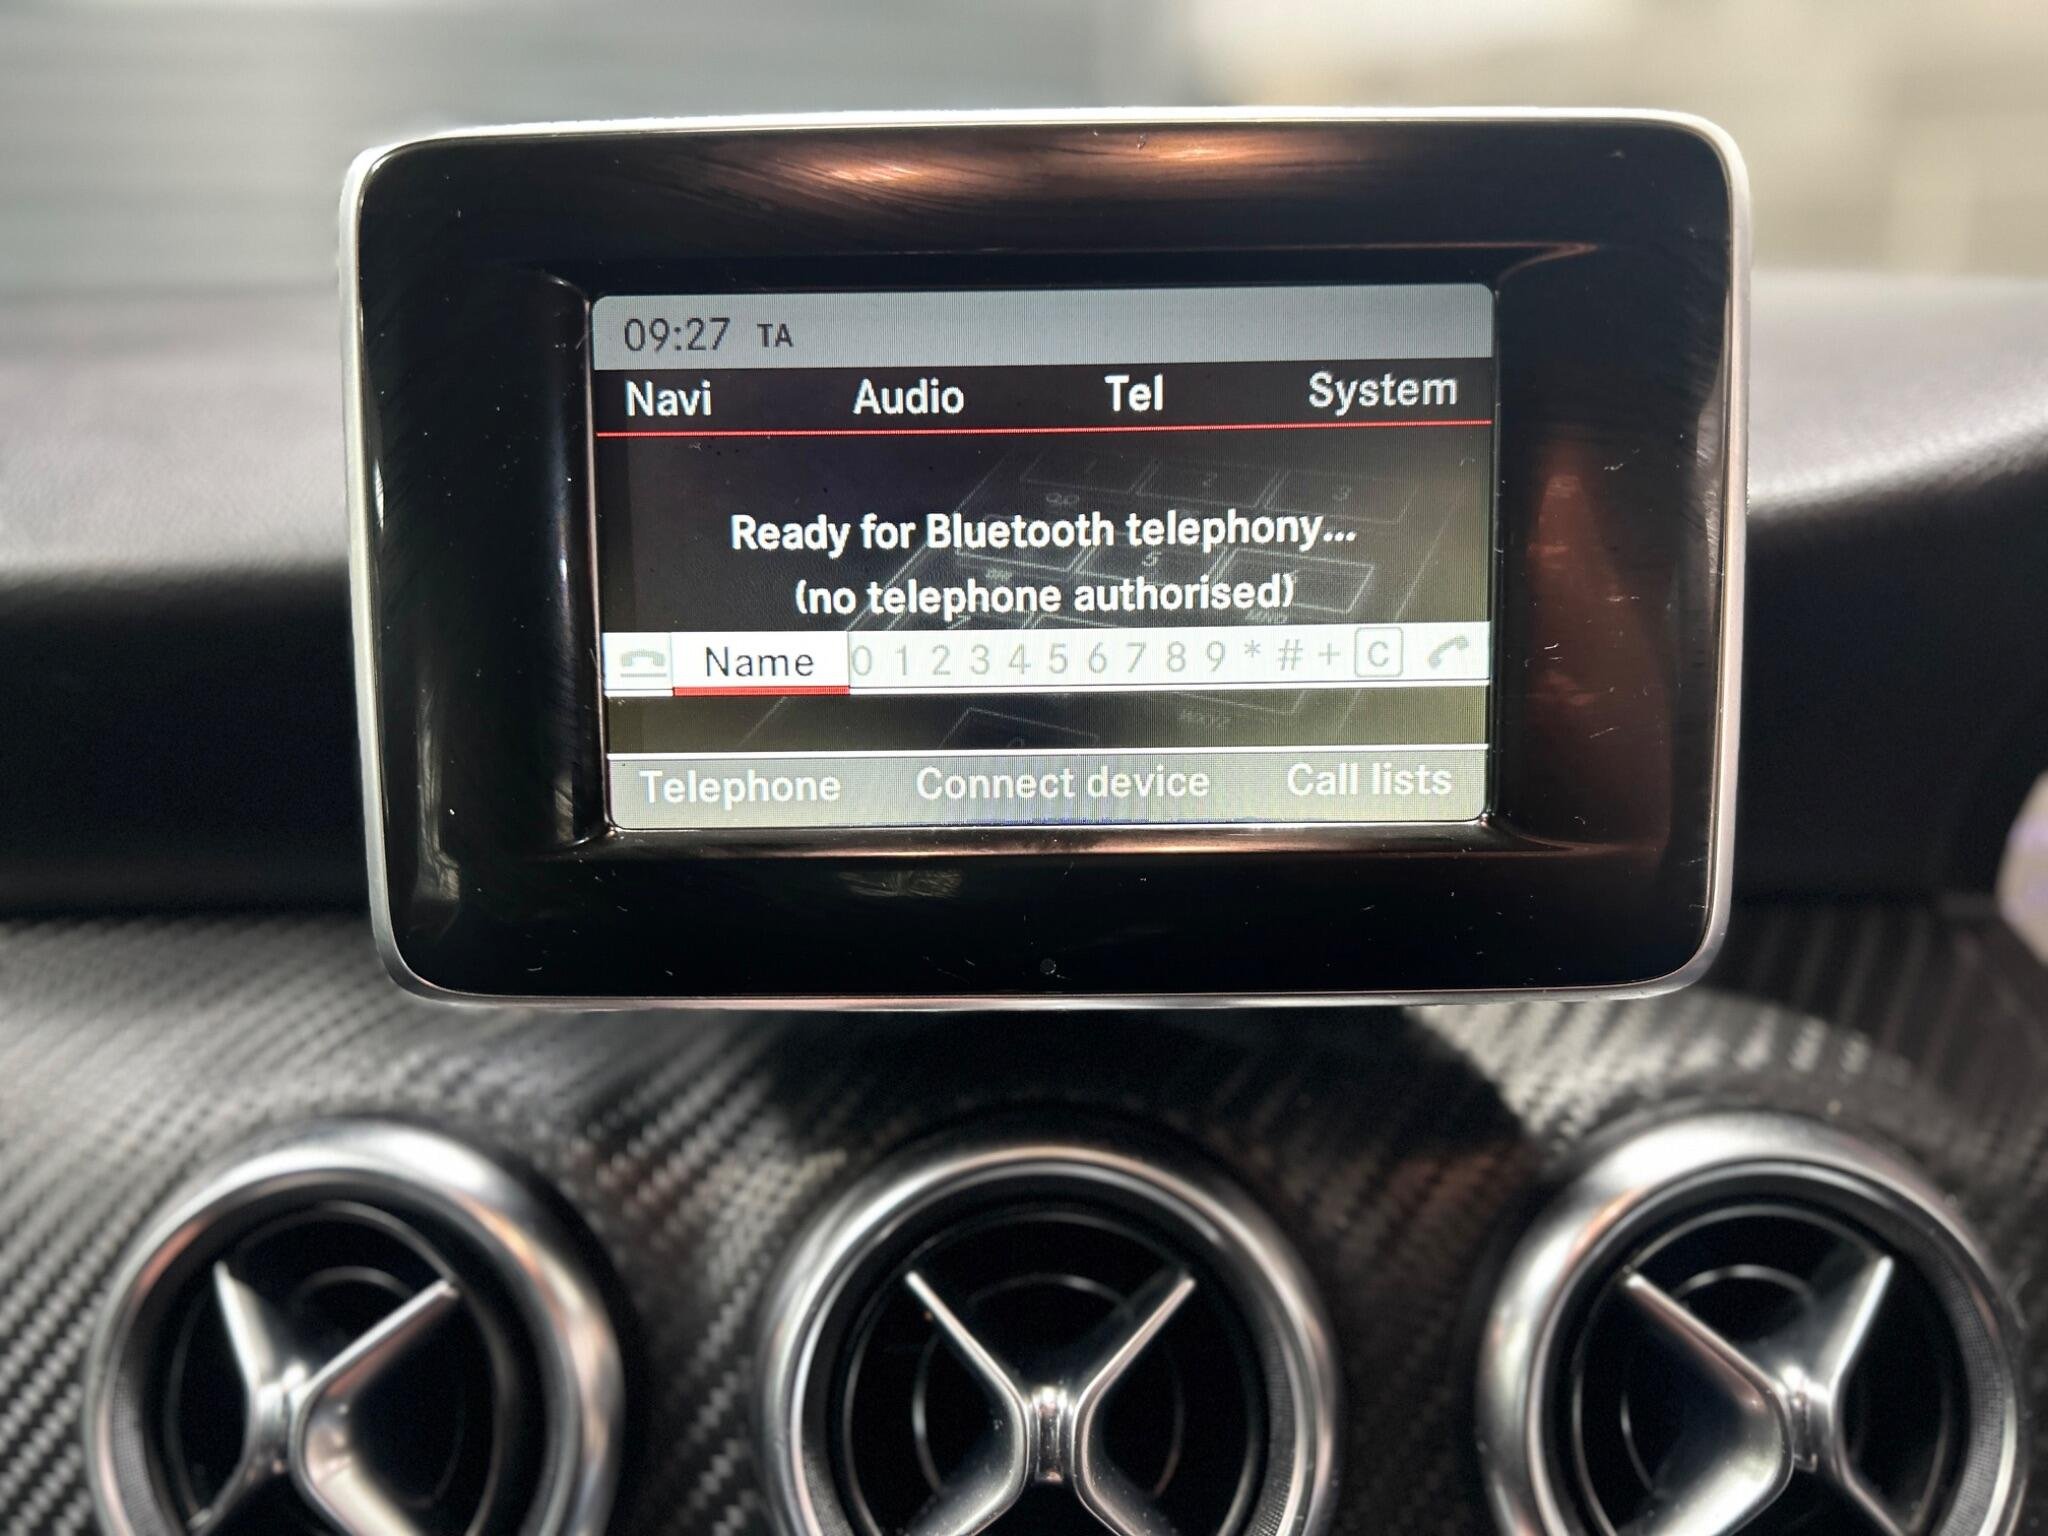 09:27 TA
Navi Audio Tel System
Ready for Bluetooth telephony...
(no telephone authorised)
Name 0 1 2 3 4 5 6 7 8 9 * # + C
Telephone Connect device Call lists